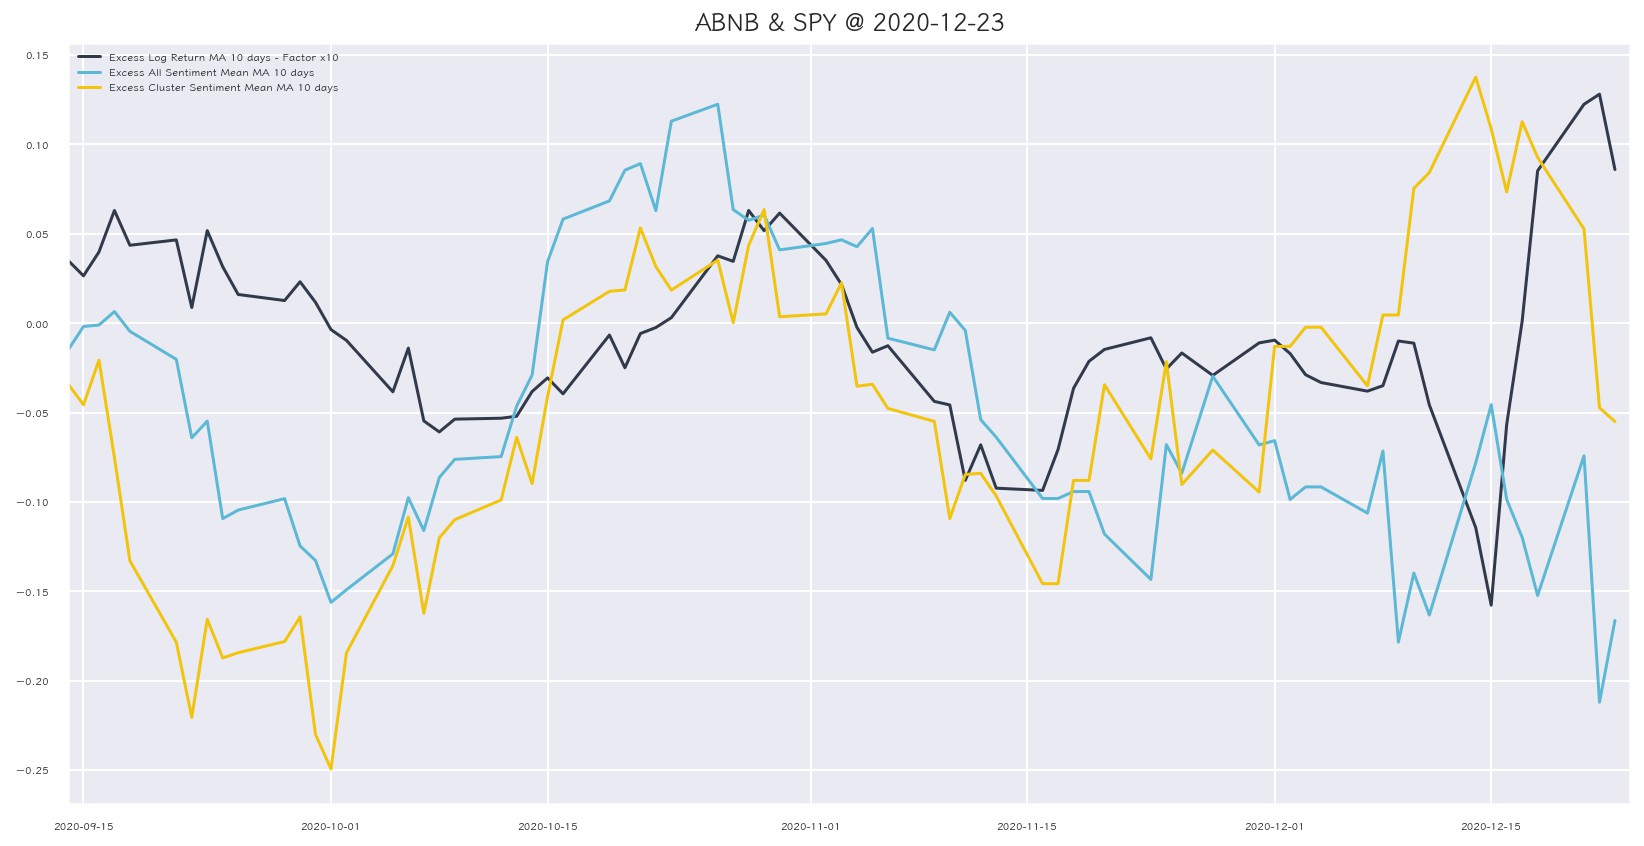 ABNB & SPY @ 2020-12-23
Excess Log Return MA 10 days - Factor x10
Excess All Sentiment Mean MA 10 days
Excess Cluster Sentiment Mean MA 10 days
0.15
0.10
0.05
0.00
−0.05
−0.10
−0.15
−0.20
−0.25
2020-09-15 2020-10-01 2020-10-15 2020-11-01 2020-11-15 2020-12-01 2020-12-15